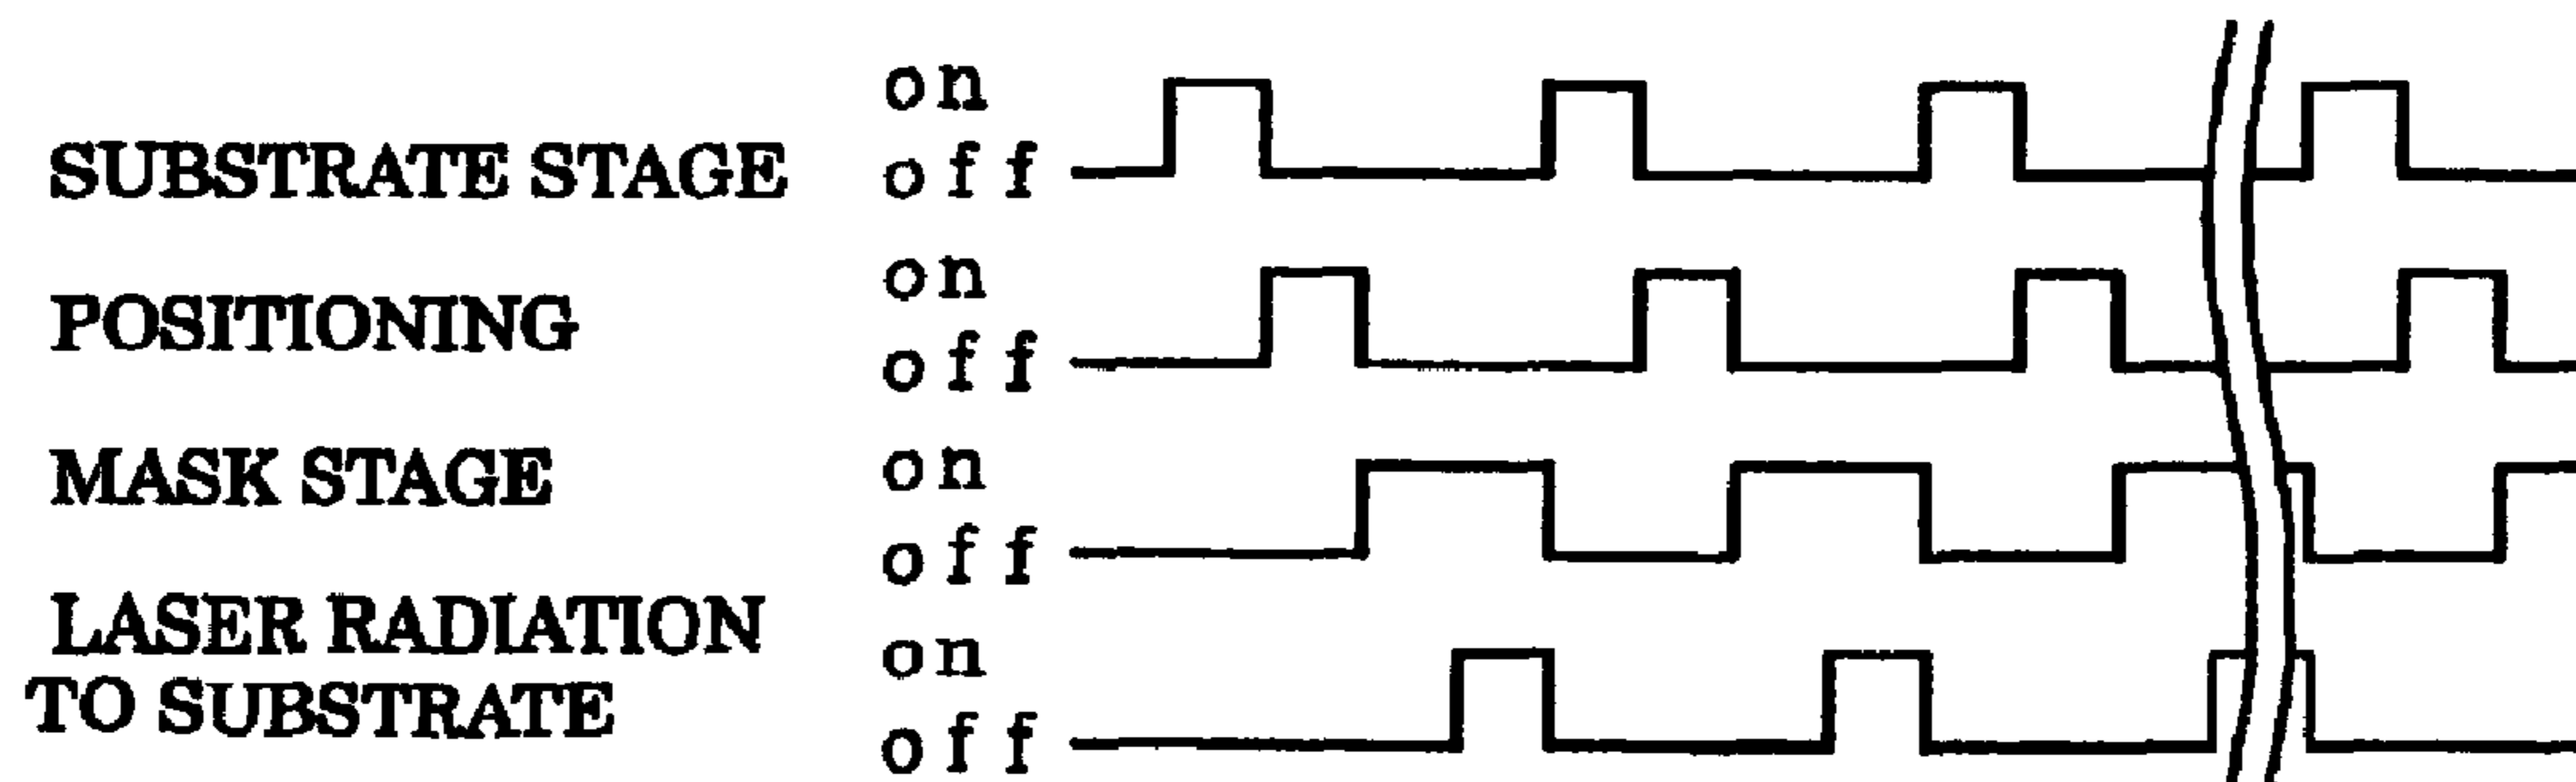 on
SUBSTRATE STAGE off
on
POSITIONING
off
on
MASK STAGE
off
LASER RADIATION
on
TO SUBSTRATE
off